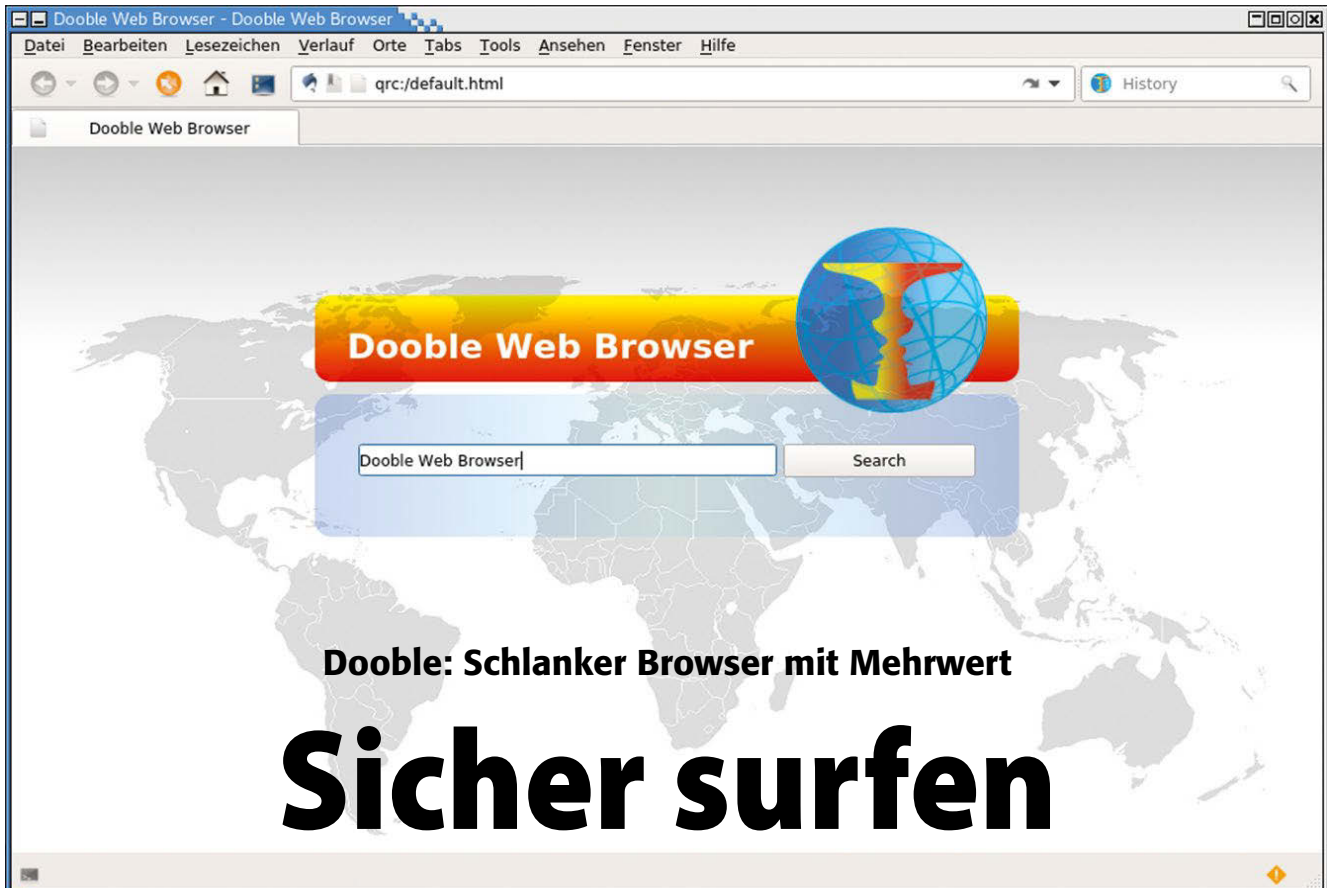 Dooble Web Browser - Dooble Web Browser
Datei Bearbeiten Lesezeichen Verlauf Orte Tabs Tools Ansehen Fenster Hilfe
qrc:/default.html
History
Dooble Web Browser
Dooble Web Browser
Dooble Web Browser
Search
Dooble: Schlanker Browser mit Mehrwert
Sicher surfen